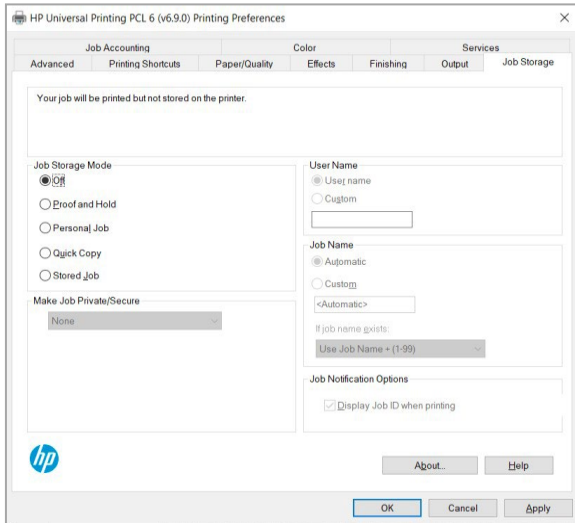 HP Universal Printing PCL 6 (v6.9.0) Printing Preferences
Job Accounting Color Services
Advanced Printing Shortcuts Paper/Quality Effects Finishing Output Job Storage
Your job will be printed but not stored on the printer.
Job Storage Mode
Off
Proof and Hold
Personal Job
Quick Copy
Stored Job
Make Job Private/Secure
None
User Name
User name
Custom
Job Name
Automatic
Custom
<Automatic>
If job name exists:
Use Job Name + (1-99)
Job Notification Options
Display Job ID when printing
hp
About...
Help
OK
Cancel
Apply